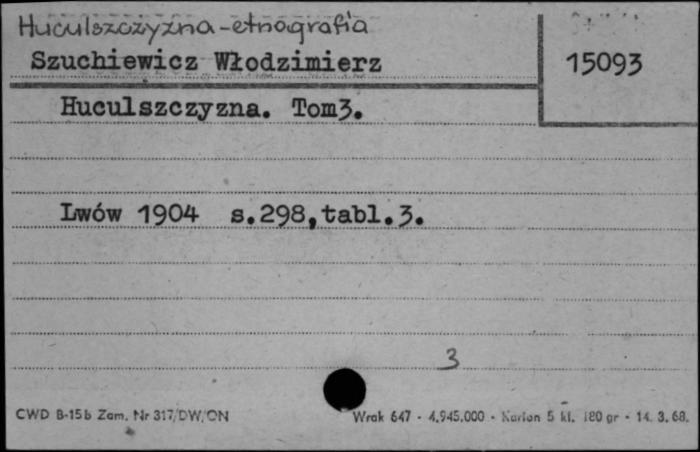 Huculszczyzna-etnografia
Szuchiewicz Włodzimierz
15093
Huculszczyzna. Tom3.
Lwów 1904 s.298,tabl.3.
3
CWD B-15b Zam. Nr 317/DW/ON Wrak 647 - 4.945.000 - Karton 5 kl. 180 gr - 14. 3. 68.